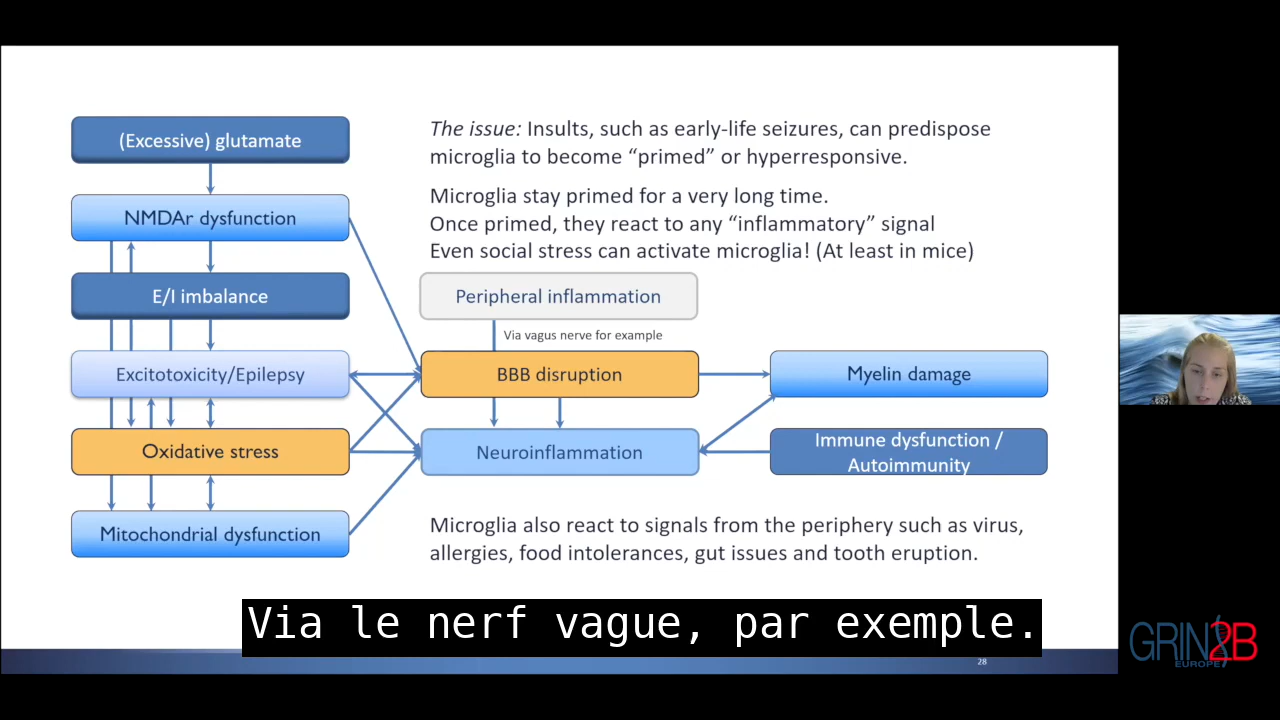 (Excessive) glutamate
NMDAr dysfunction
E/I imbalance
Excitotoxicity/Epilepsy
Oxidative stress
Mitochondrial dysfunction
The issue: Insults, such as early-life seizures, can predispose
microglia to become “primed” or hyperresponsive.
Microglia stay primed for a very long time.
Once primed, they react to any “inflammatory” signal
Even social stress can activate microglia! (At least in mice)
Peripheral inflammation
Via vagus nerve for example
BBB disruption
Neuroinflammation
Myelin damage
Immune dysfunction /
Autoimmunity
Microglia also react to signals from the periphery such as virus,
allergies, food intolerances, gut issues and tooth eruption.
Via le nerf vague, par exemple.
28
GRIN2B
EUROPE